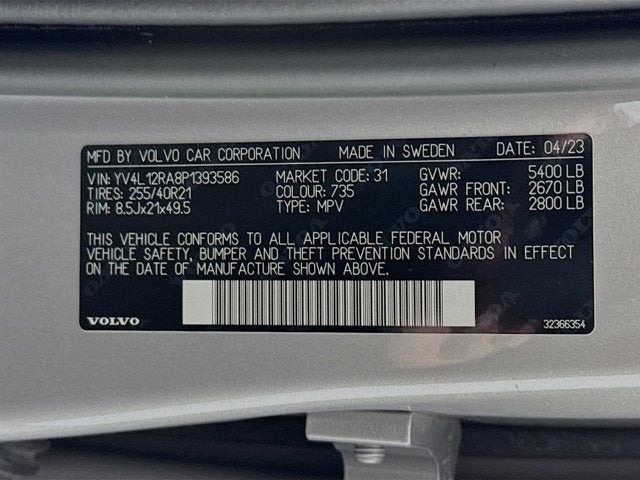 MFD BY VOLVO CAR CORPORATION MADE IN SWEDEN DATE: 04/23
VIN: YV4L12RA8P1393586 MARKET CODE: 31 GVWR: 5400 LB
TIRES: 255/40R21 COLOUR: 735 GAWR FRONT: 2670 LB
RIM: 8.5Jx21x49.5 TYPE: MPV GAWR REAR: 2800 LB
THIS VEHICLE CONFORMS TO ALL APPLICABLE FEDERAL MOTOR
VEHICLE SAFETY, BUMPER AND THEFT PREVENTION STANDARDS IN EFFECT
ON THE DATE OF MANUFACTURE SHOWN ABOVE.
VOLVO 32366354